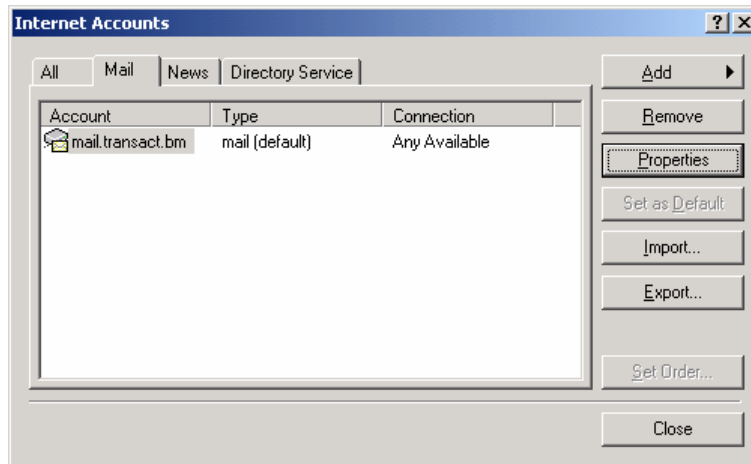 Internet Accounts
All Mail News Directory Service
Account Type Connection
mail.transact.bm mail (default) Any Available
Add
Remove
Properties
Set as Default
Import...
Export...
Set Order...
Close